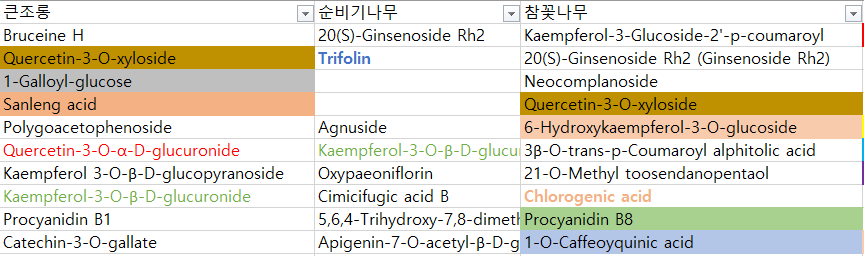 큰조롱 순비기나무 참꽃나무
Bruceine H 20(S)-Ginsenoside Rh2 Kaempferol-3-Glucoside-2'-p-coumaroyl
Quercetin-3-O-xyloside Trifolin 20(S)-Ginsenoside Rh2 (Ginsenoside Rh2)
1-Galloyl-glucose Neocomplanoside
Sanleng acid Quercetin-3-O-xyloside
Polygoacetophenoside Agnuside 6-Hydroxykaempferol-3-O-glucoside
Quercetin-3-O-α-D-glucuronide Kaempferol-3-O-β-D-glucu 3β-O-trans-p-Coumaroyl alphitolic acid
Kaempferol 3-O-β-D-glucopyranoside Oxypaeoniflorin 21-O-Methyl toosendanopentaol
Kaempferol-3-O-β-D-glucuronide Cimicifugic acid B Chlorogenic acid
Procyanidin B1 5,6,4-Trihydroxy-7,8-dimeth Procyanidin B8
Catechin-3-O-gallate Apigenin-7-O-acetyl-β-D-g 1-O-Caffeoyquinic acid